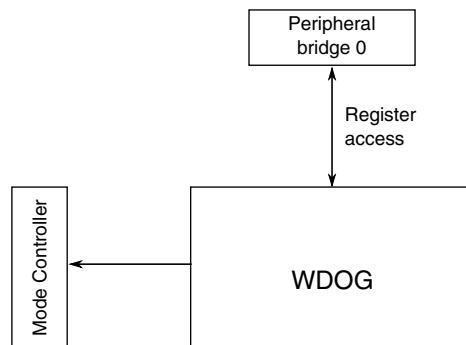 Peripheral
bridge 0
Register
access
Mode Controller
WDOG